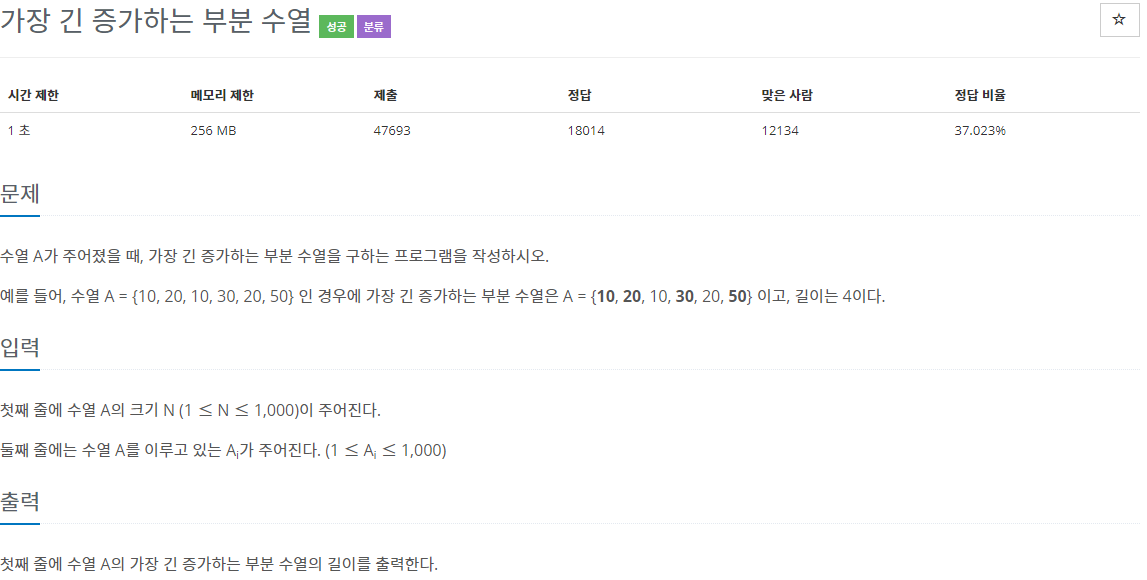 가장 긴 증가하는 부분 수열 성공 분류 ☆
시간 제한 메모리 제한 제출 정답 맞은 사람 정답 비율
1 초 256 MB 47693 18014 12134 37.023%
문제
수열 A가 주어졌을 때, 가장 긴 증가하는 부분 수열을 구하는 프로그램을 작성하시오.
예를 들어, 수열 A = {10, 20, 10, 30, 20, 50} 인 경우에 가장 긴 증가하는 부분 수열은 A = {10, 20, 10, 30, 20, 50} 이고, 길이는 4이다.
입력
첫째 줄에 수열 A의 크기 N (1 ≤ N ≤ 1,000)이 주어진다.
둘째 줄에는 수열 A를 이루고 있는 Aᵢ가 주어진다. (1 ≤ Aᵢ ≤ 1,000)
출력
첫째 줄에 수열 A의 가장 긴 증가하는 부분 수열의 길이를 출력한다.